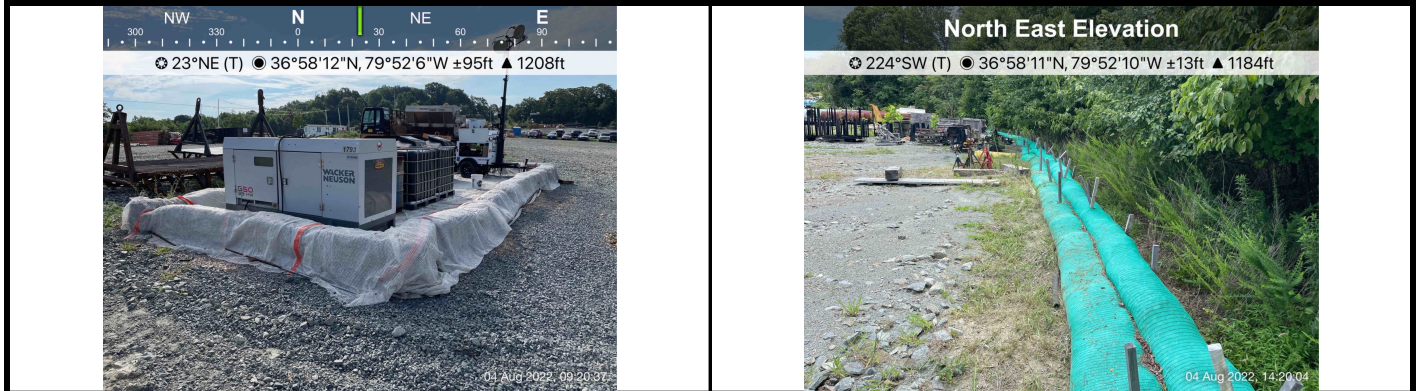 NW N NE E
300 330 0 30 60 90
23°NE (T) 36°58'12"N, 79°52'6"W ±95ft ▲ 1208ft
1793
WACKER
NEUSON
G50
04 Aug 2022, 09:20:37
North East Elevation
224°SW (T) 36°58'11"N, 79°52'10"W ±13ft ▲ 1184ft
04 Aug 2022, 14:20:04